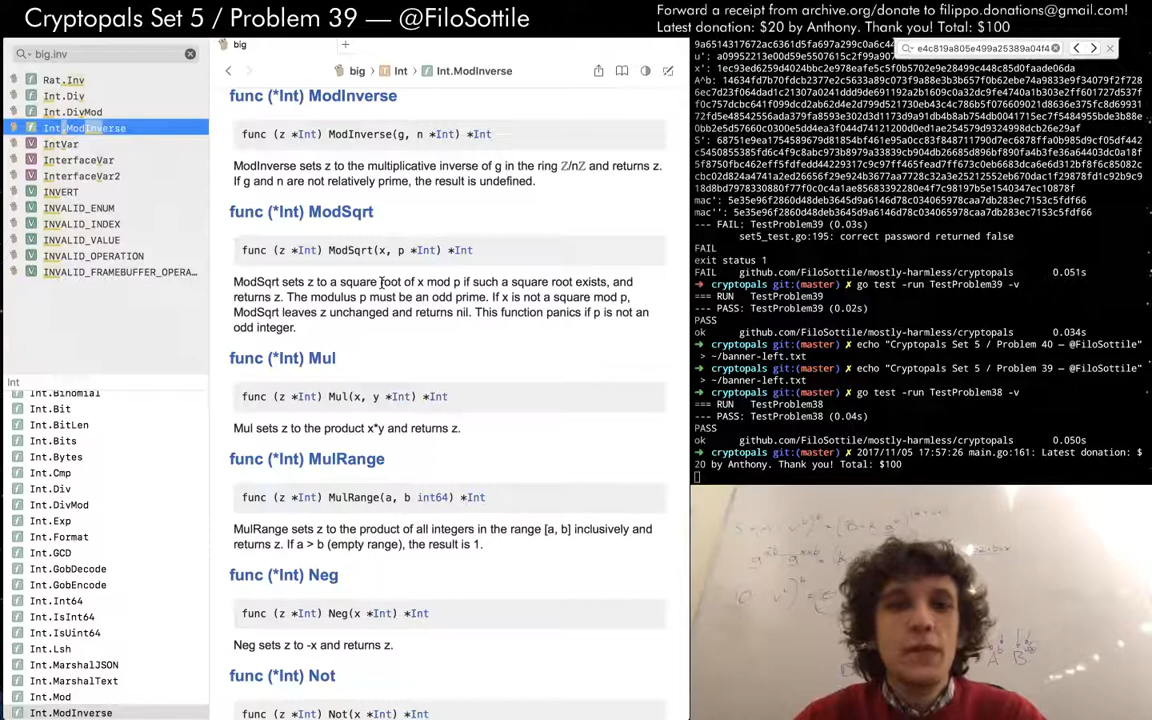 Cryptopals Set 5 / Problem 39 — @FiloSottile
Forward a receipt from archive.org/donate to filippo.donations@gmail.com!
Latest donation: $20 by Anthony. Thank you! Total: $100
big.inv
Rat.Inv
Int.Div
Int.DivMod
Int.ModInverse
IntVar
InterfaceVar
InterfaceVar2
INVERT
INVALID_ENUM
INVALID_INDEX
INVALID_VALUE
INVALID_OPERATION
INVALID_FRAMEBUFFER_OPERA...
Int
Int.Binomial
Int.Bit
Int.BitLen
Int.Bits
Int.Bytes
Int.Cmp
Int.Div
Int.DivMod
Int.Exp
Int.Format
Int.GCD
Int.GobDecode
Int.GobEncode
Int.Int64
Int.IsInt64
Int.IsUint64
Int.Lsh
Int.MarshalJSON
Int.MarshalText
Int.Mod
Int.ModInverse
big
big Int Int.ModInverse
func (*Int) ModInverse
func (z *Int) ModInverse(g, n *Int) *Int
ModInverse sets z to the multiplicative inverse of g in the ring ℤ/nℤ and returns z.
If g and n are not relatively prime, the result is undefined.
func (*Int) ModSqrt
func (z *Int) ModSqrt(x, p *Int) *Int
ModSqrt sets z to a square root of x mod p if such a square root exists, and
returns z. The modulus p must be an odd prime. If x is not a square mod p,
ModSqrt leaves z unchanged and returns nil. This function panics if p is not an
odd integer.
func (*Int) Mul
func (z *Int) Mul(x, y *Int) *Int
Mul sets z to the product x*y and returns z.
func (*Int) MulRange
func (z *Int) MulRange(a, b int64) *Int
MulRange sets z to the product of all integers in the range [a, b] inclusively and
returns z. If a > b (empty range), the result is 1.
func (*Int) Neg
func (z *Int) Neg(x *Int) *Int
Neg sets z to -x and returns z.
func (*Int) Not
func (z *Int) Not(x *Int) *Int
e4c819a805e499a25389a04f4
mac': 5e35e96f2860d48deb3645d9a6146d78c034065978caa7db283ec7153c5fdf66
mac'': 5e35e96f2860d48deb3645d9a6146d78c034065978caa7db283ec7153c5fdf66
--- FAIL: TestProblem39 (0.03s)
set5_test.go:195: correct password returned false
FAIL
exit status 1
FAIL github.com/FiloSottile/mostly-harmless/cryptopals 0.051s
➜ cryptopals git:(master) ✗ go test -run TestProblem39 -v
=== RUN TestProblem39
--- PASS: TestProblem39 (0.02s)
PASS
ok github.com/FiloSottile/mostly-harmless/cryptopals 0.034s
➜ cryptopals git:(master) ✗ echo "Cryptopals Set 5 / Problem 40 — @FiloSottile"
> ~/banner-left.txt
➜ cryptopals git:(master) ✗ echo "Cryptopals Set 5 / Problem 39 — @FiloSottile"
> ~/banner-left.txt
➜ cryptopals git:(master) ✗ go test -run TestProblem38 -v
=== RUN TestProblem38
--- PASS: TestProblem38 (0.04s)
PASS
ok github.com/FiloSottile/mostly-harmless/cryptopals 0.050s
➜ cryptopals git:(master) ✗ 2017/11/05 17:57:26 main.go:161: Latest donation: $
20 by Anthony. Thank you! Total: $100